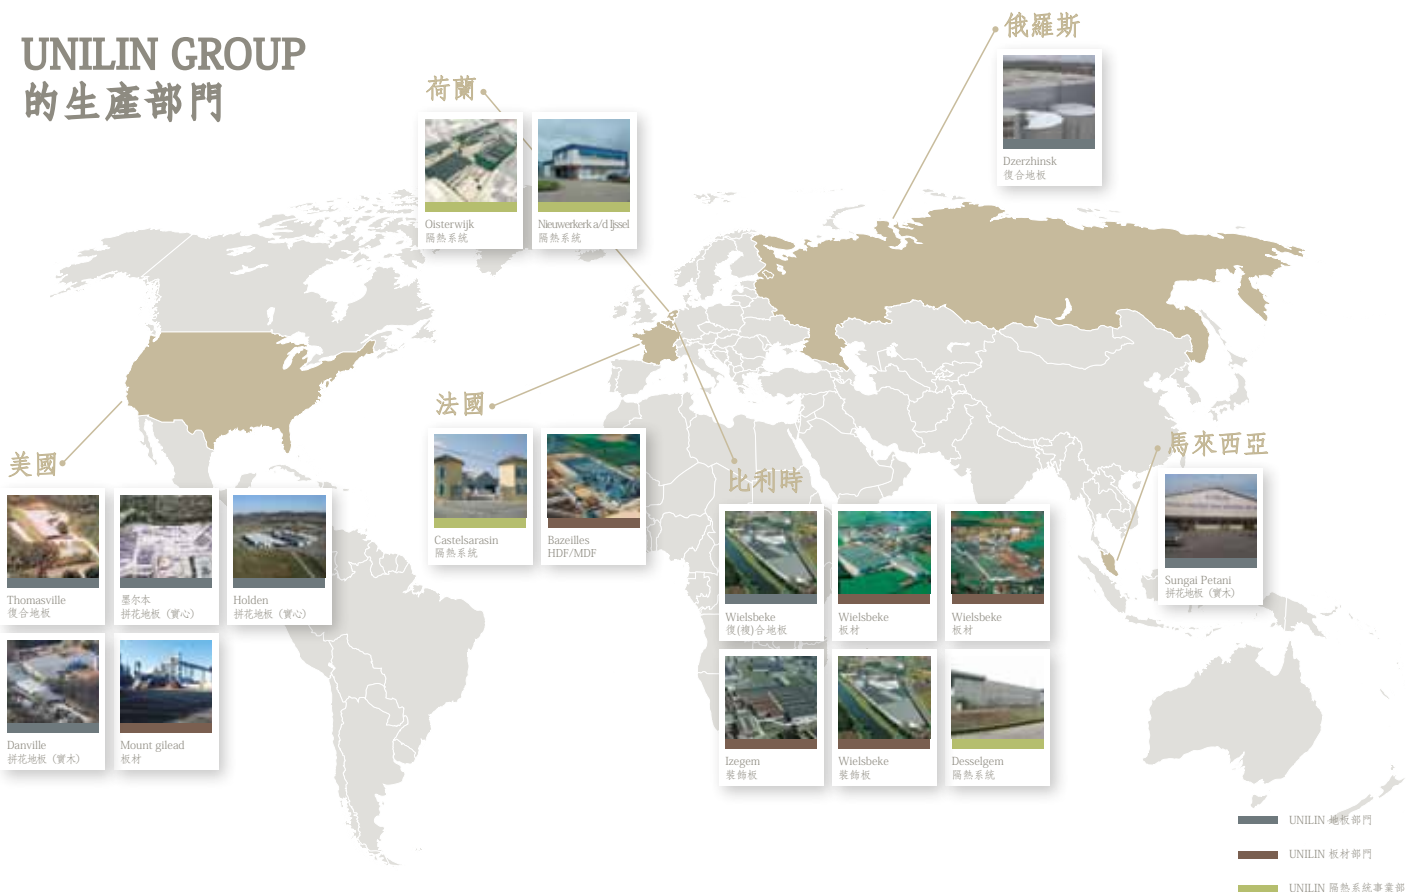 UNILIN GROUP
的生產部門
俄羅斯
Dzerzhinsk
復合地板
荷蘭
Oisterwijk
隔熱系統
Nieuwerkerk a/d Ijssel
隔熱系統
法國
Castelsarasin
隔熱系統
Bazeilles
HDF/MDF
美國
Thomasville
復合地板
墨尔本
拼花地板（實心）
Holden
拼花地板（實心）
Danville
拼花地板（實木）
Mount gilead
板材
比利時
Wielsbeke
復(複)合地板
Wielsbeke
板材
Wielsbeke
板材
Izegem
裝飾板
Wielsbeke
裝飾板
Desselgem
隔熱系統
馬來西亞
Sungai Petani
拼花地板（實木）
UNILIN 地板部門
UNILIN 板材部門
UNILIN 隔熱系統事業部